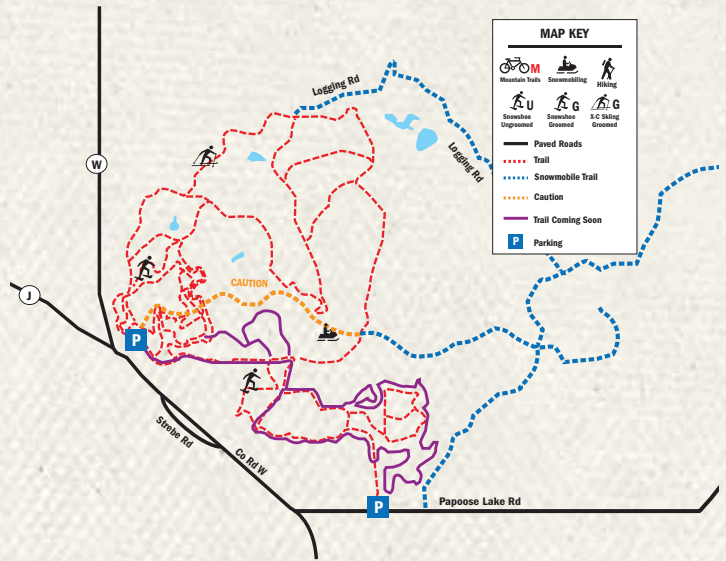 MAP KEY
M
Mountain Trails
Snowmobiling
Hiking
U
Snowshoe
Ungroomed
G
Snowshoe
Groomed
G
X-C Skiing
Groomed
Paved Roads
Trail
Snowmobile Trail
Caution
Trail Coming Soon
P
Parking
Logging Rd
Logging Rd
W
J
CAUTION
P
Strebe Rd
Co Rd W
P
Papoose Lake Rd